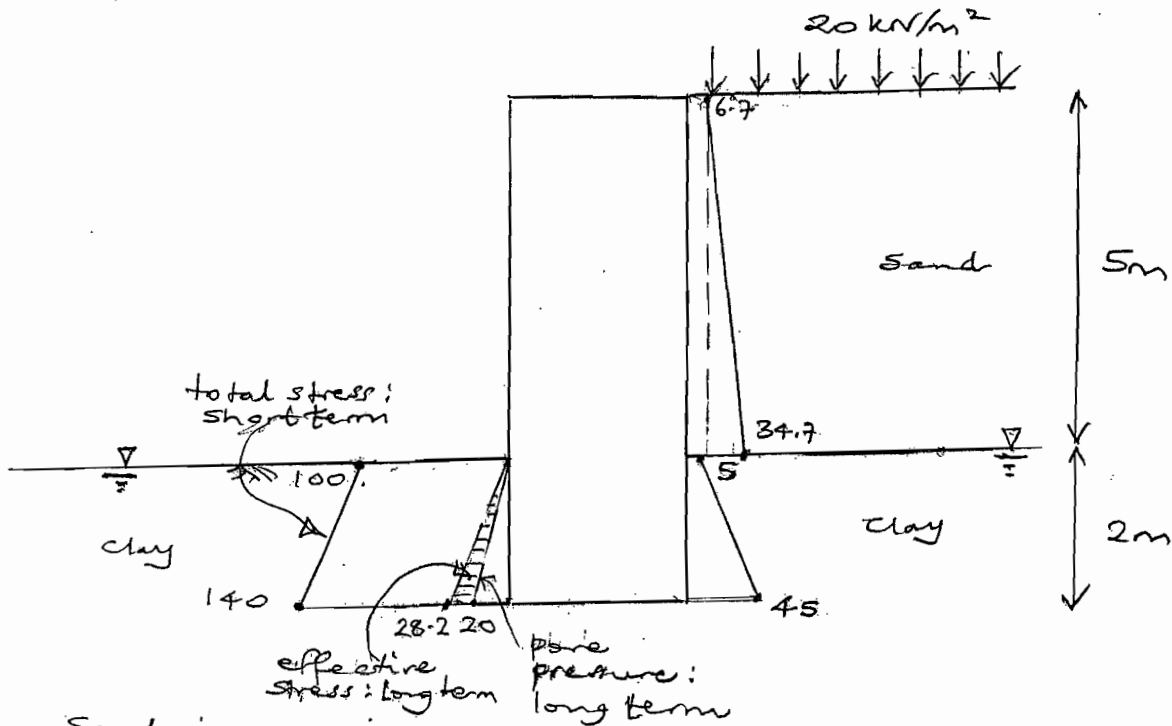 20 kN/m²
6.7
Sand
5m
total stress:
short term
34.7
100.
5
Clay
Clay
2m
140
45
28.2 20
effective
stress: long term
pore
pressure:
long term